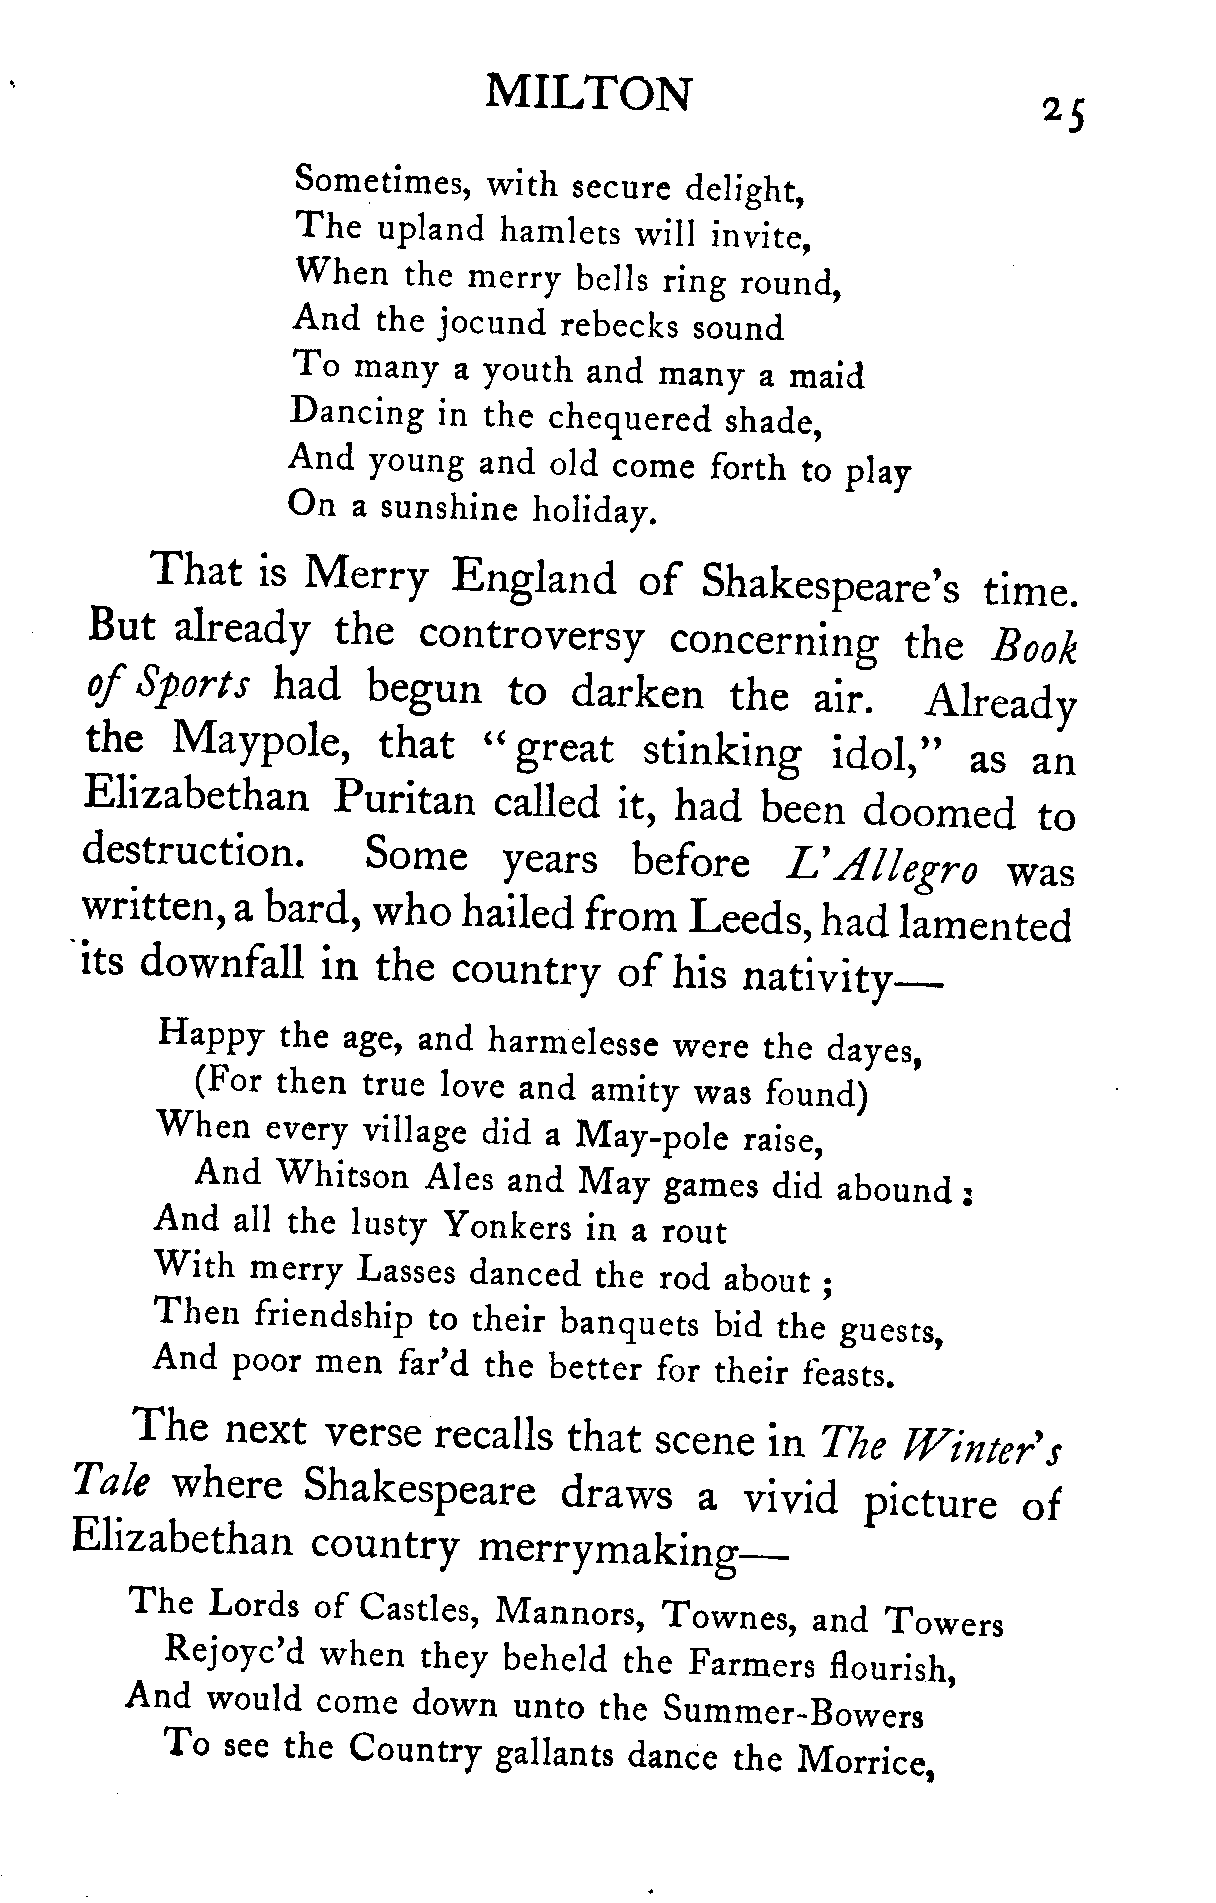 MILTON
25
Sometimes, with secure delight,
The upland hamlets will invite,
When the merry bells ring round,
And the jocund rebecks sound
To many a youth and many a maid
Dancing in the chequered shade,
And young and old come forth to play
On a sunshine holiday.
That is Merry England of Shakespeare's time.
But already the controversy concerning the Book
of Sports had begun to darken the air. Already
the Maypole, that “great stinking idol,” as an
Elizabethan Puritan called it, had been doomed to
destruction. Some years before L'Allegro was
written, a bard, who hailed from Leeds, had lamented
its downfall in the country of his nativity—
Happy the age, and harmelesse were the dayes,
(For then true love and amity was found)
When every village did a May-pole raise,
And Whitson Ales and May games did abound;
And all the lusty Yonkers in a rout
With merry Lasses danced the rod about;
Then friendship to their banquets bid the guests,
And poor men far'd the better for their feasts.
The next verse recalls that scene in The Winter's
Tale where Shakespeare draws a vivid picture of
Elizabethan country merrymaking—
The Lords of Castles, Mannors, Townes, and Towers
Rejoyc'd when they beheld the Farmers flourish,
And would come down unto the Summer-Bowers
To see the Country gallants dance the Morrice,